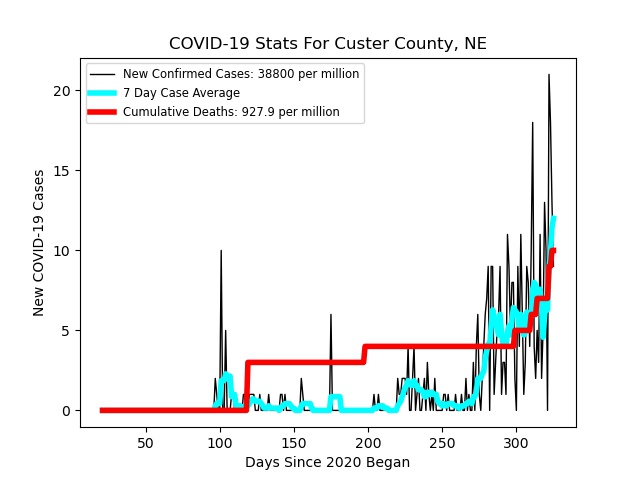 COVID-19 Stats For Custer County, NE
New Confirmed Cases: 38800 per million
7 Day Case Average
Cumulative Deaths: 927.9 per million
New COVID-19 Cases
20
15
10
5
0
50 100 150 200 250 300
Days Since 2020 Began